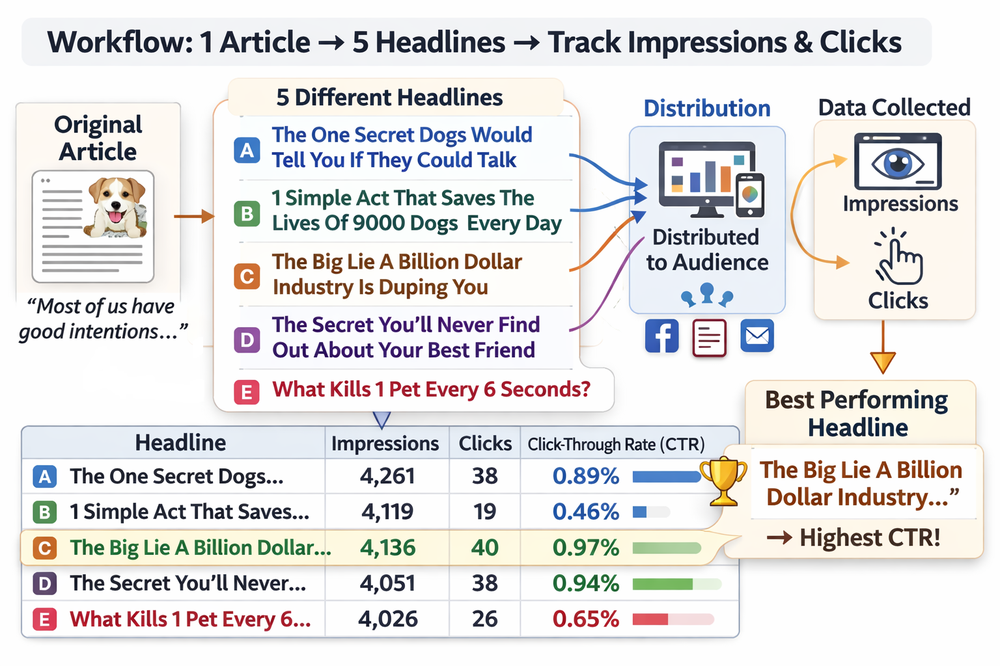 Workflow: 1 Article → 5 Headlines → Track Impressions & Clicks
Original
Article
“Most of us have
good intentions...”
5 Different Headlines
A
The One Secret Dogs Would
Tell You If They Could Talk
B
1 Simple Act That Saves The
Lives Of 9000 Dogs Every Day
C
The Big Lie A Billion Dollar
Industry Is Duping You
D
The Secret You’ll Never Find
Out About Your Best Friend
E
What Kills 1 Pet Every 6 Seconds?
Distribution
Distributed
to Audience
f
Data Collected
Impressions
Clicks
Best Performing
Headline
The Big Lie A Billion
Dollar Industry...”
→ Highest CTR!
Headline Impressions Clicks Click-Through Rate (CTR)
A The One Secret Dogs... 4,261 38 0.89%
B 1 Simple Act That Saves... 4,119 19 0.46%
C The Big Lie A Billion Dollar... 4,136 40 0.97%
D The Secret You’ll Never... 4,051 38 0.94%
E What Kills 1 Pet Every 6... 4,026 26 0.65%